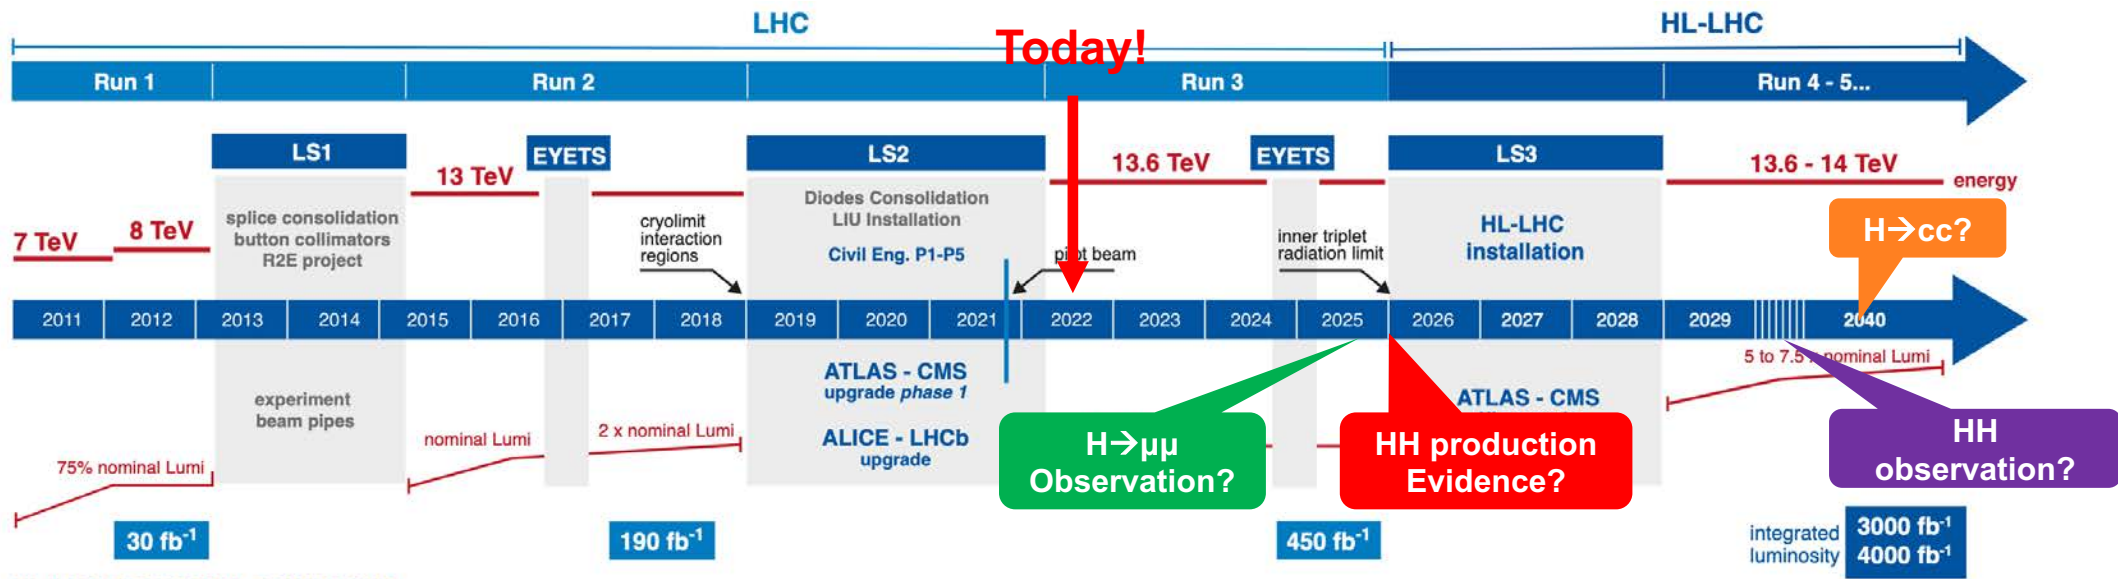 LHC
HL-LHC
Today!
Run 1
Run 2
Run 3
Run 4 - 5...
LS1
EYETS
LS2
EYETS
LS3
13 TeV
13.6 TeV
13.6 - 14 TeV
energy
7 TeV
8 TeV
splice consolidation
button collimators
R2E project
cryolimit
interaction
regions
Diodes Consolidation
LIU Installation
Civil Eng. P1-P5
pilot beam
inner triplet
radiation limit
HL-LHC
installation
H→cc?
2011
2012
2013
2014
2015
2016
2017
2018
2019
2020
2021
2022
2023
2024
2025
2026
2027
2028
2029
2040
5 to 7.5 x nominal Lumi
experiment
beam pipes
ATLAS - CMS
upgrade phase 1
ALICE - LHCb
upgrade
ATLAS - CMS
75% nominal Lumi
nominal Lumi
2 x nominal Lumi
H→µµ
Observation?
HH production
Evidence?
HH
observation?
30 fb⁻¹
190 fb⁻¹
450 fb⁻¹
integrated
luminosity
3000 fb⁻¹
4000 fb⁻¹